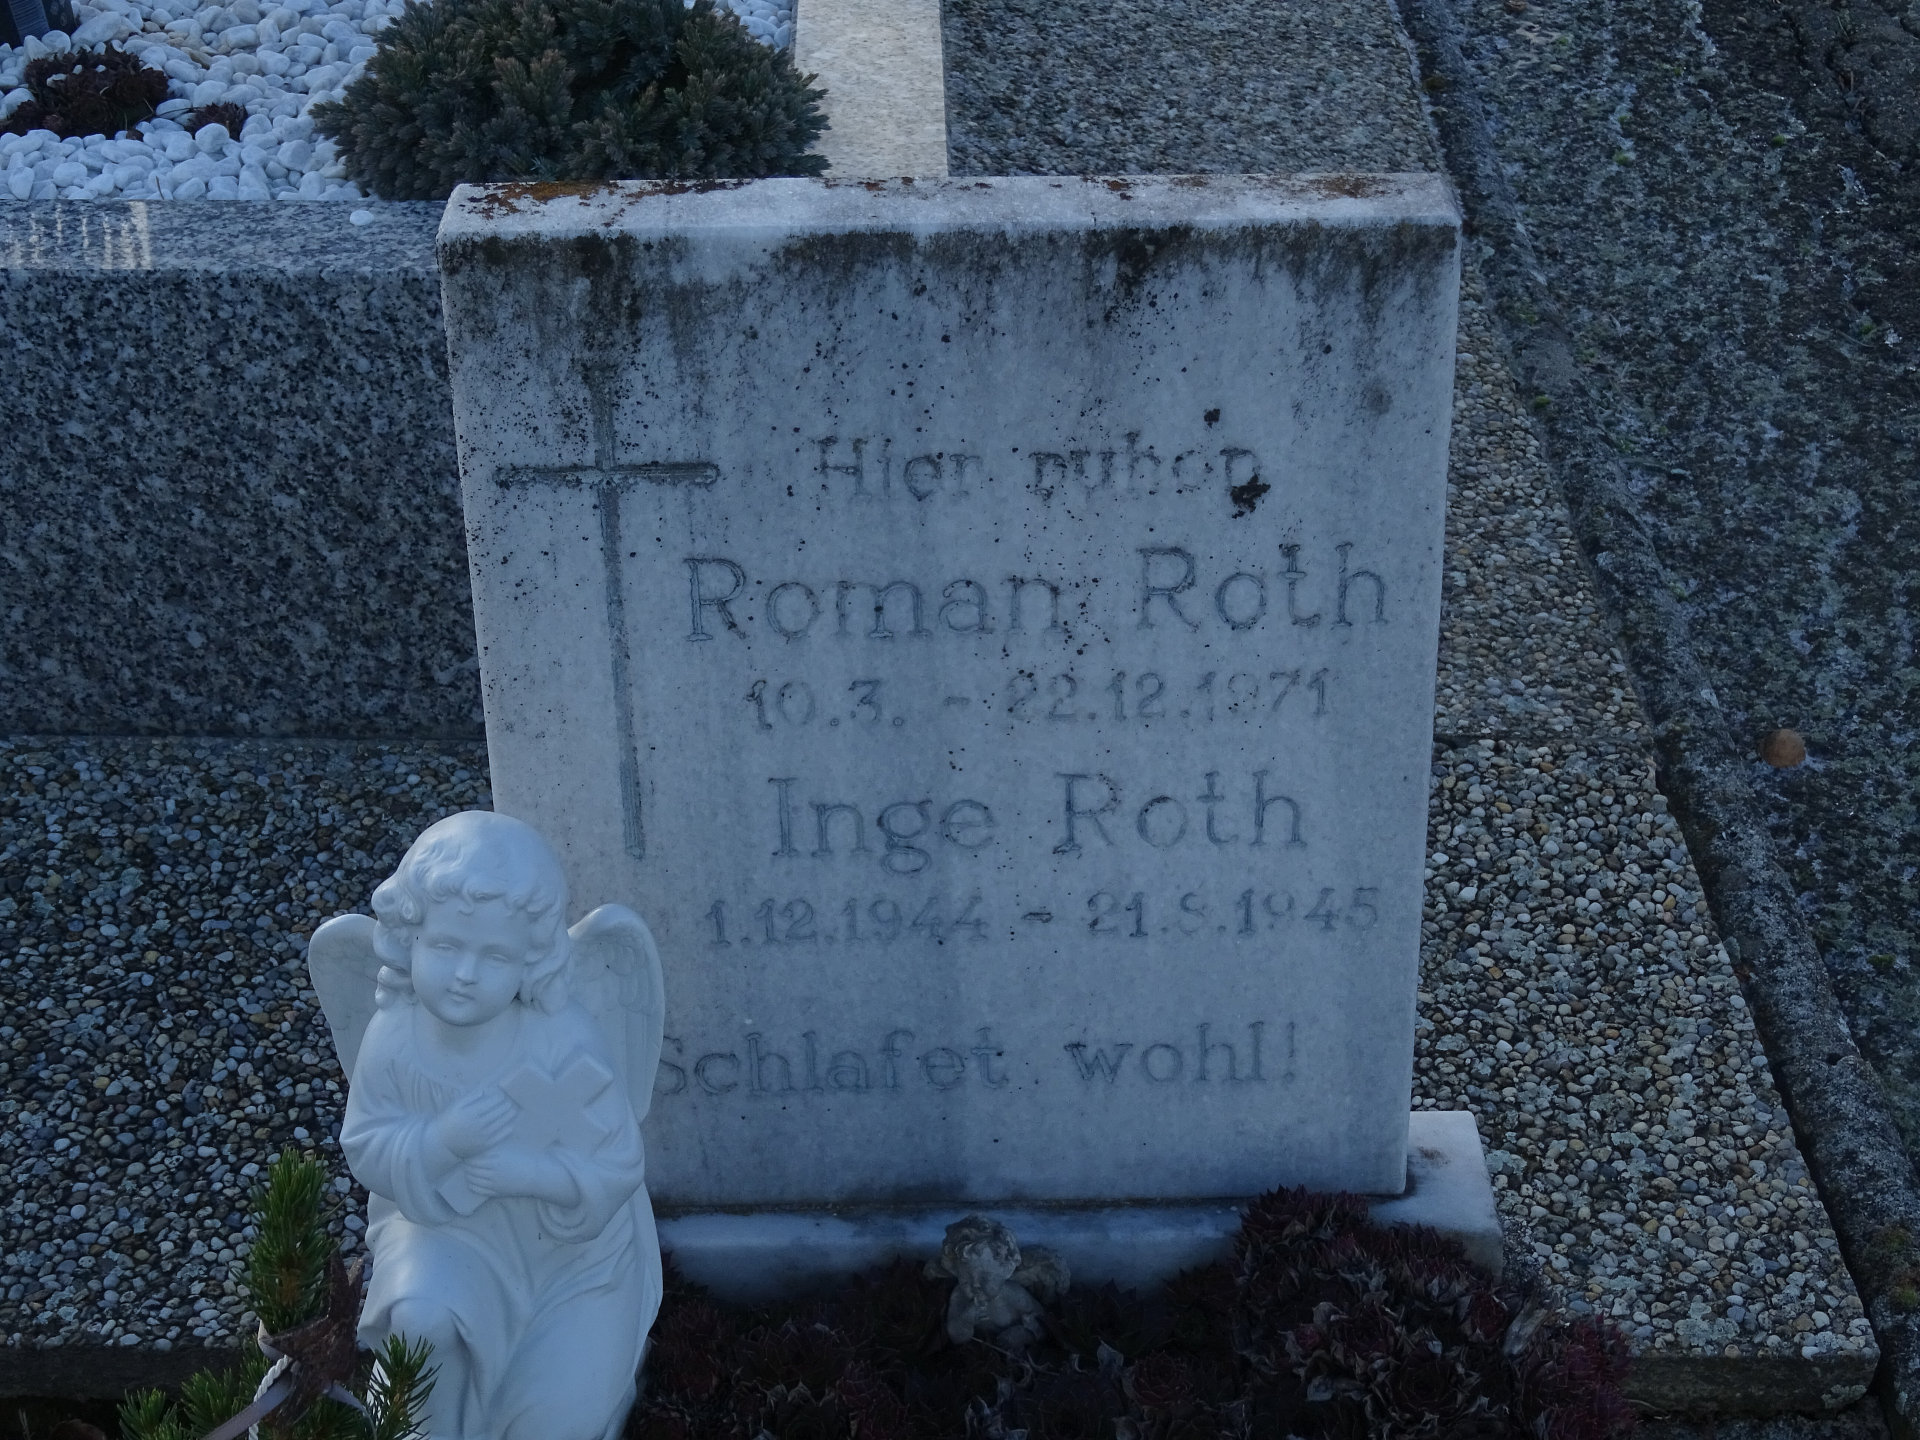 Hier ruhen
Roman Roth
10.3. - 22.12.1971
Inge Roth
1.12.1944 - 21.8.1945
Schlafet wohl!